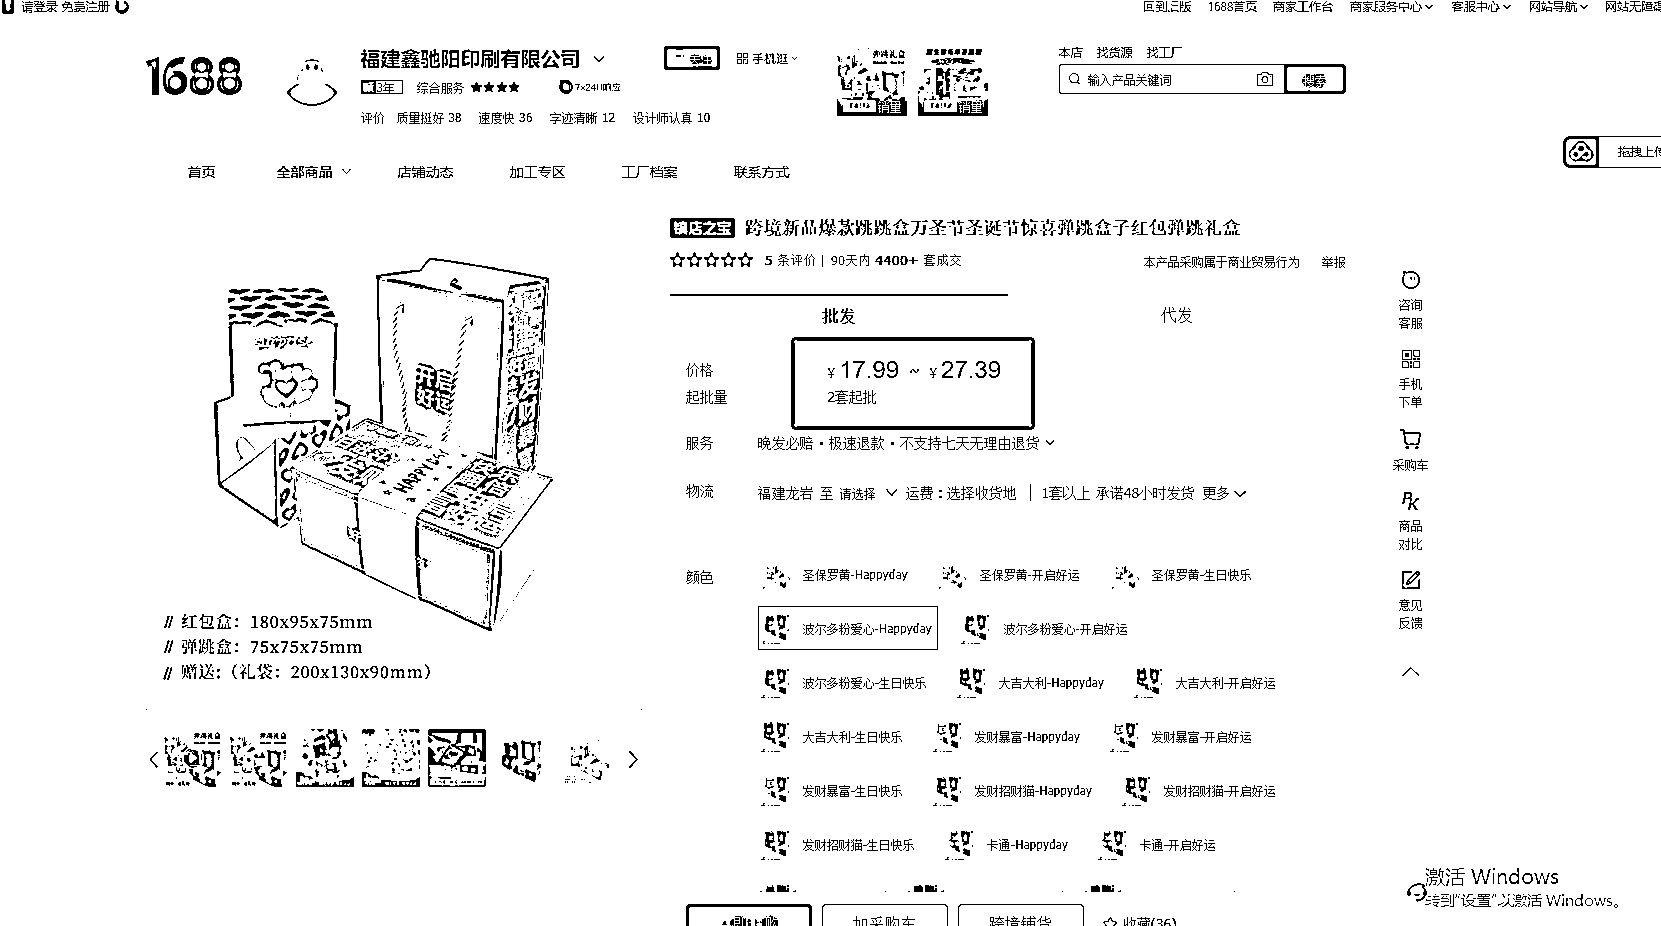 请登录 免费注册
回到旧版 1688首页 商家工作台 商家服务中心 客服中心 网站导航 网站无障碍
1688
福建鑫驰阳印刷有限公司
3年 综合服务 7×24H响应
手机逛
评价 质量挺好 38 速度快 36 字迹清晰 12 设计师认真 10
本店 找货源 找工厂
输入产品关键词
搜索
首页 全部商品 店铺动态 加工专区 工厂档案 联系方式
拖拽上传
镇店之宝 跨境新品爆款跳跳盒万圣节圣诞节惊喜弹跳盒子红包弹跳礼盒
5 条评价 | 90天内 4400+ 套成交
本产品采购属于商业贸易行为 举报
批发 代发
价格 ¥17.99 ~ ¥27.39
起批量 2套起批
服务 晚发必赔·极速退款·不支持七天无理由退货
物流 福建龙岩 至 请选择 运费：选择收货地 1套以上 承诺48小时发货 更多
颜色 圣保罗黄-Happyday 圣保罗黄-开启好运 圣保罗黄-生日快乐
波尔多粉爱心-Happyday 波尔多粉爱心-开启好运
波尔多粉爱心-生日快乐 大吉大利-Happyday 大吉大利-开启好运
大吉大利-生日快乐 发财暴富-Happyday 发财暴富-开启好运
发财暴富-生日快乐 发财招财猫-Happyday 发财招财猫-开启好运
发财招财猫-生日快乐 卡通-Happyday 卡通-开启好运
加采购车 跨境铺货 收藏(36)
开启好运
HAPPY DAY
// 红包盒：180x95x75mm
// 弹跳盒：75x75x75mm
// 赠送:（礼袋：200x130x90mm）
咨询
客服
手机
下单
采购车
PK
商品
对比
意见
反馈
激活 Windows
转到"设置"以激活 Windows。